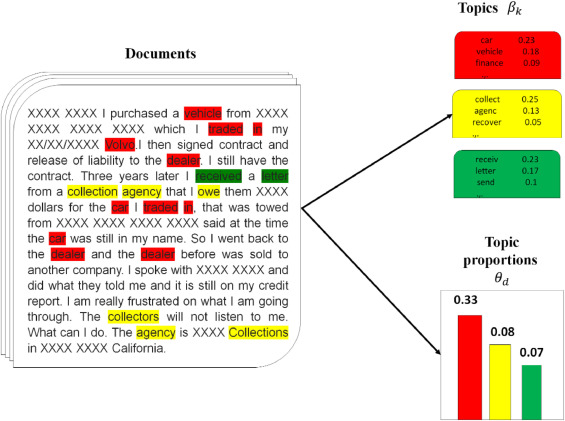 Documents
XXXX XXXX I purchased a vehicle from XXXX
XXXX XXXX XXXX which I traded in my
XX/XX/XXXX Volvo.I then signed contract and
release of liability to the dealer. I still have the
contract. Three years later I received a letter
from a collection agency that I owe them XXXX
dollars for the car I traded in, that was towed
from XXXX XXXX XXXX XXXX said at the time
the car was still in my name. So I went back to
the dealer and the dealer before was sold to
another company. I spoke with XXXX XXXX and
did what they told me and it is still on my credit
report. I am really frustrated on what I am going
through. The collectors will not listen to me.
What can I do. The agency is XXXX Collections
in XXXX XXXX California.
Topics βk
car 0.23
vehicle 0.18
finance 0.09
...
collect 0.25
agenc 0.13
recover 0.05
...
receiv 0.23
letter 0.17
send 0.1
...
Topic
proportions
θd
0.33
0.08
0.07